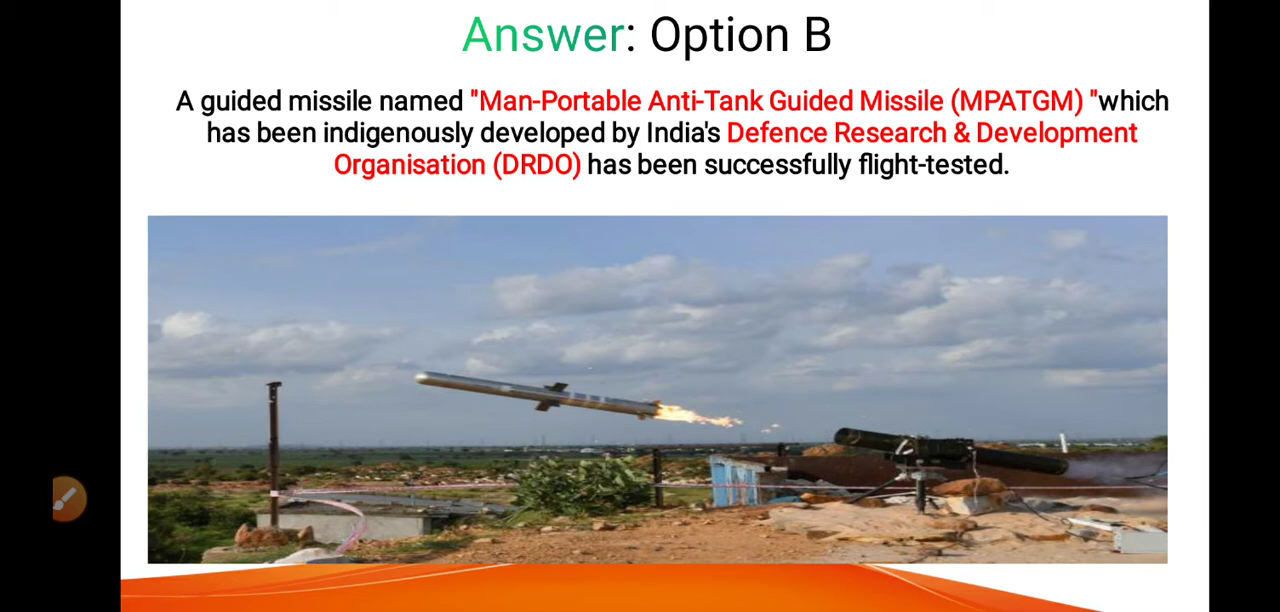 Answer: Option B
A guided missile named "Man-Portable Anti-Tank Guided Missile (MPATGM) "which
has been indigenously developed by India's Defence Research & Development
Organisation (DRDO) has been successfully flight-tested.